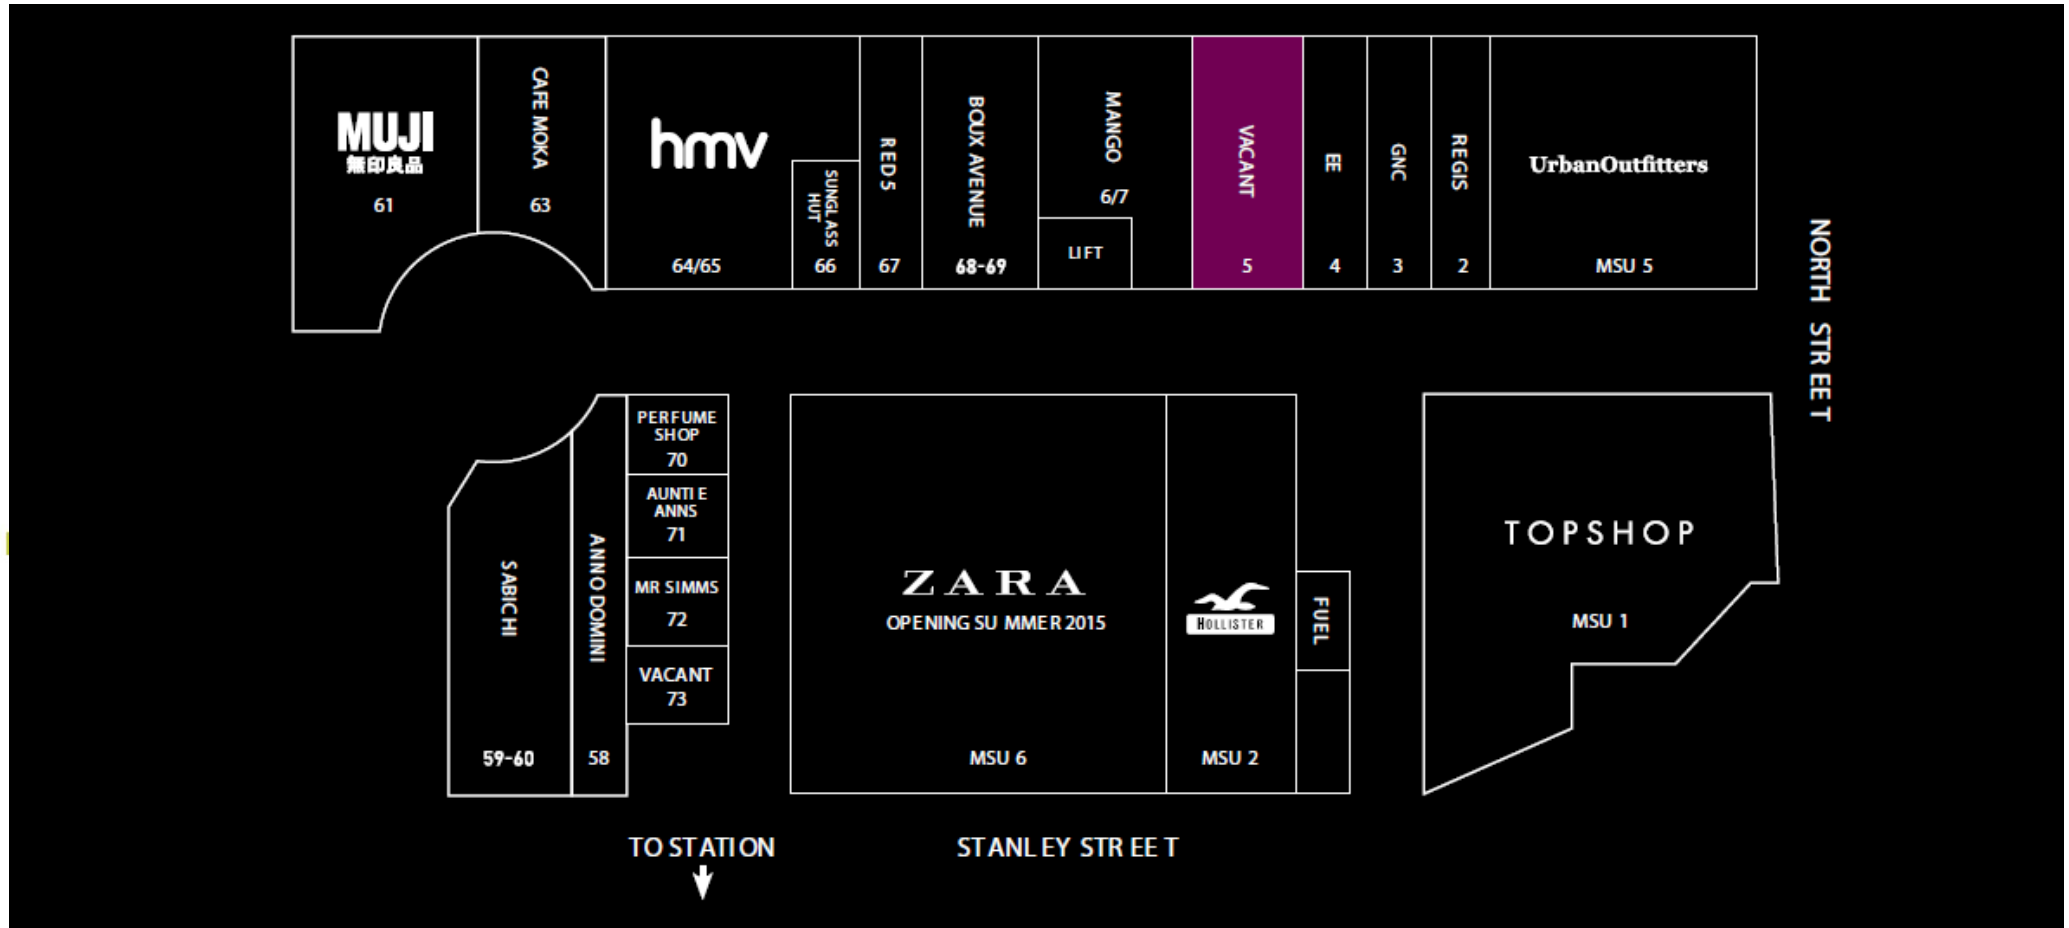 MUJI
無印良品
61
CAFE MOKA
63
hmv
64/65
SUNGLASS
HUT
66
RED5
67
BOUX AVENUE
68-69
MANGO
6/7
LIFT
VACANT
5
EE
4
GNC
3
REGIS
2
UrbanOutfitters
MSU 5
NORTH STREET
PERFUME
SHOP
70
AUNTIE
ANNS
71
MR SIMMS
72
VACANT
73
SABICHI
59-60
ANNO DOMINI
58
ZARA
OPENING SUMMER 2015
MSU 6
HOLLISTER
MSU 2
FUEL
TOPSHOP
MSU 1
TO STATION
STANLEY STREET